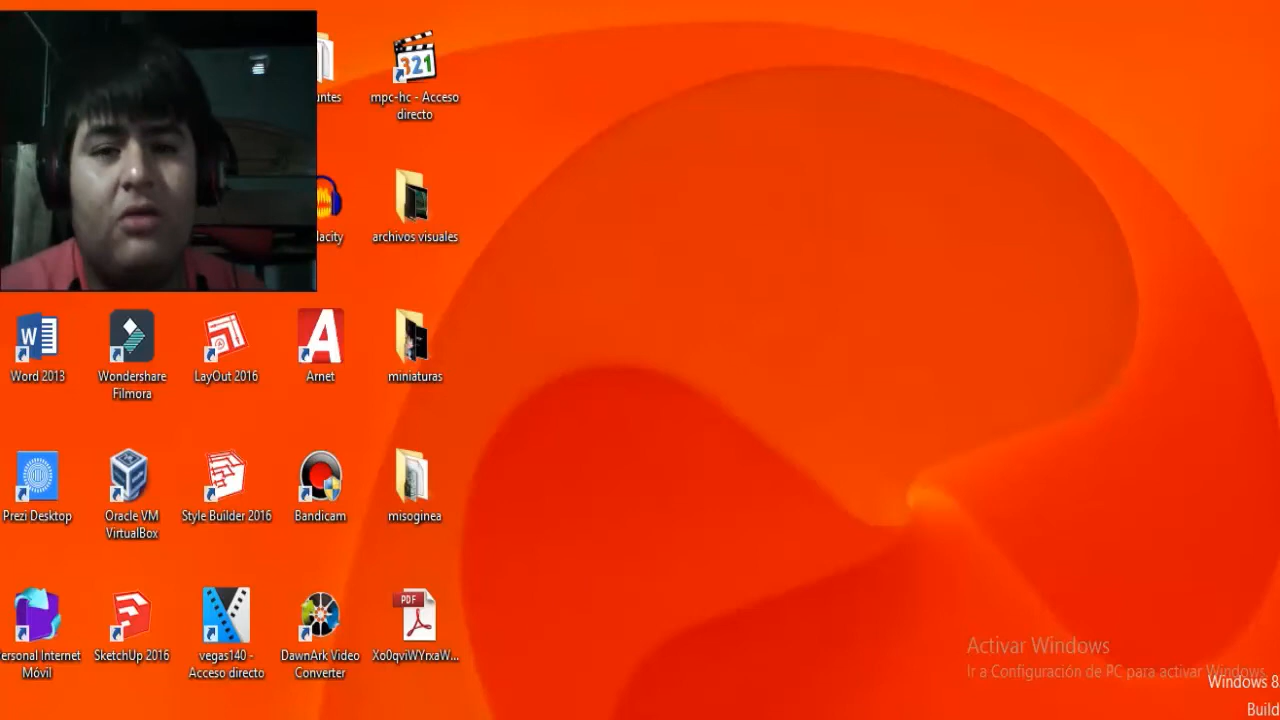 untes
mpc-hc - Acceso
directo
dacity
archivos visuales
Word 2013
Wondershare
Filmora
LayOut 2016
Arnet
miniaturas
Prezi Desktop
Oracle VM
VirtualBox
Style Builder 2016
Bandicam
misoginea
ersonal Internet
Móvil
SketchUp 2016
vegas140 -
Acceso directo
DawnArk Video
Converter
PDF
Xo0qviWYrxaW...
Activar Windows
Ir a Configuración de PC para activar Windows.
Windows 8
Build
321